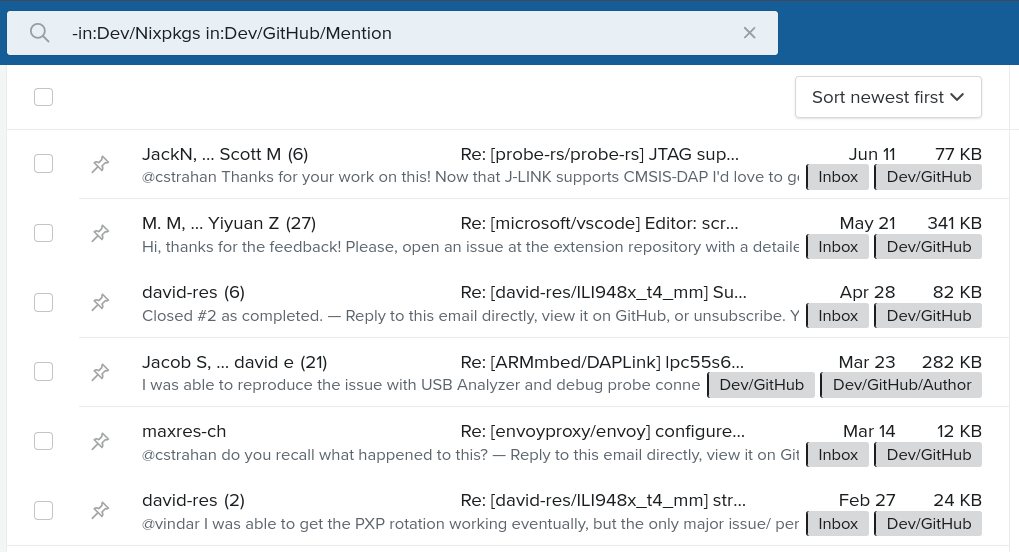 -in:Dev/Nixpkgs in:Dev/GitHub/Mention
Sort newest first
JackN, ... Scott M (6) Re: [probe-rs/probe-rs] JTAG sup... Jun 11 77 KB
@cstrahan Thanks for your work on this! Now that J-LINK supports CMSIS-DAP I'd love to ge Inbox Dev/GitHub
M. M, ... Yiyuan Z (27) Re: [microsoft/vscode] Editor: scr... May 21 341 KB
Hi, thanks for the feedback! Please, open an issue at the extension repository with a detaile Inbox Dev/GitHub
david-res (6) Re: [david-res/ILI948x_t4_mm] Su... Apr 28 82 KB
Closed #2 as completed. — Reply to this email directly, view it on GitHub, or unsubscribe. Y Inbox Dev/GitHub
Jacob S, ... david e (21) Re: [ARMmbed/DAPLink] lpc55s6... Mar 23 282 KB
I was able to reproduce the issue with USB Analyzer and debug probe conne Dev/GitHub Dev/GitHub/Author
maxres-ch Re: [envoyproxy/envoy] configure... Mar 14 12 KB
@cstrahan do you recall what happened to this? — Reply to this email directly, view it on Git Inbox Dev/GitHub
david-res (2) Re: [david-res/ILI948x_t4_mm] str... Feb 27 24 KB
@vindar I was able to get the PXP rotation working eventually, but the only major issue/ per Inbox Dev/GitHub